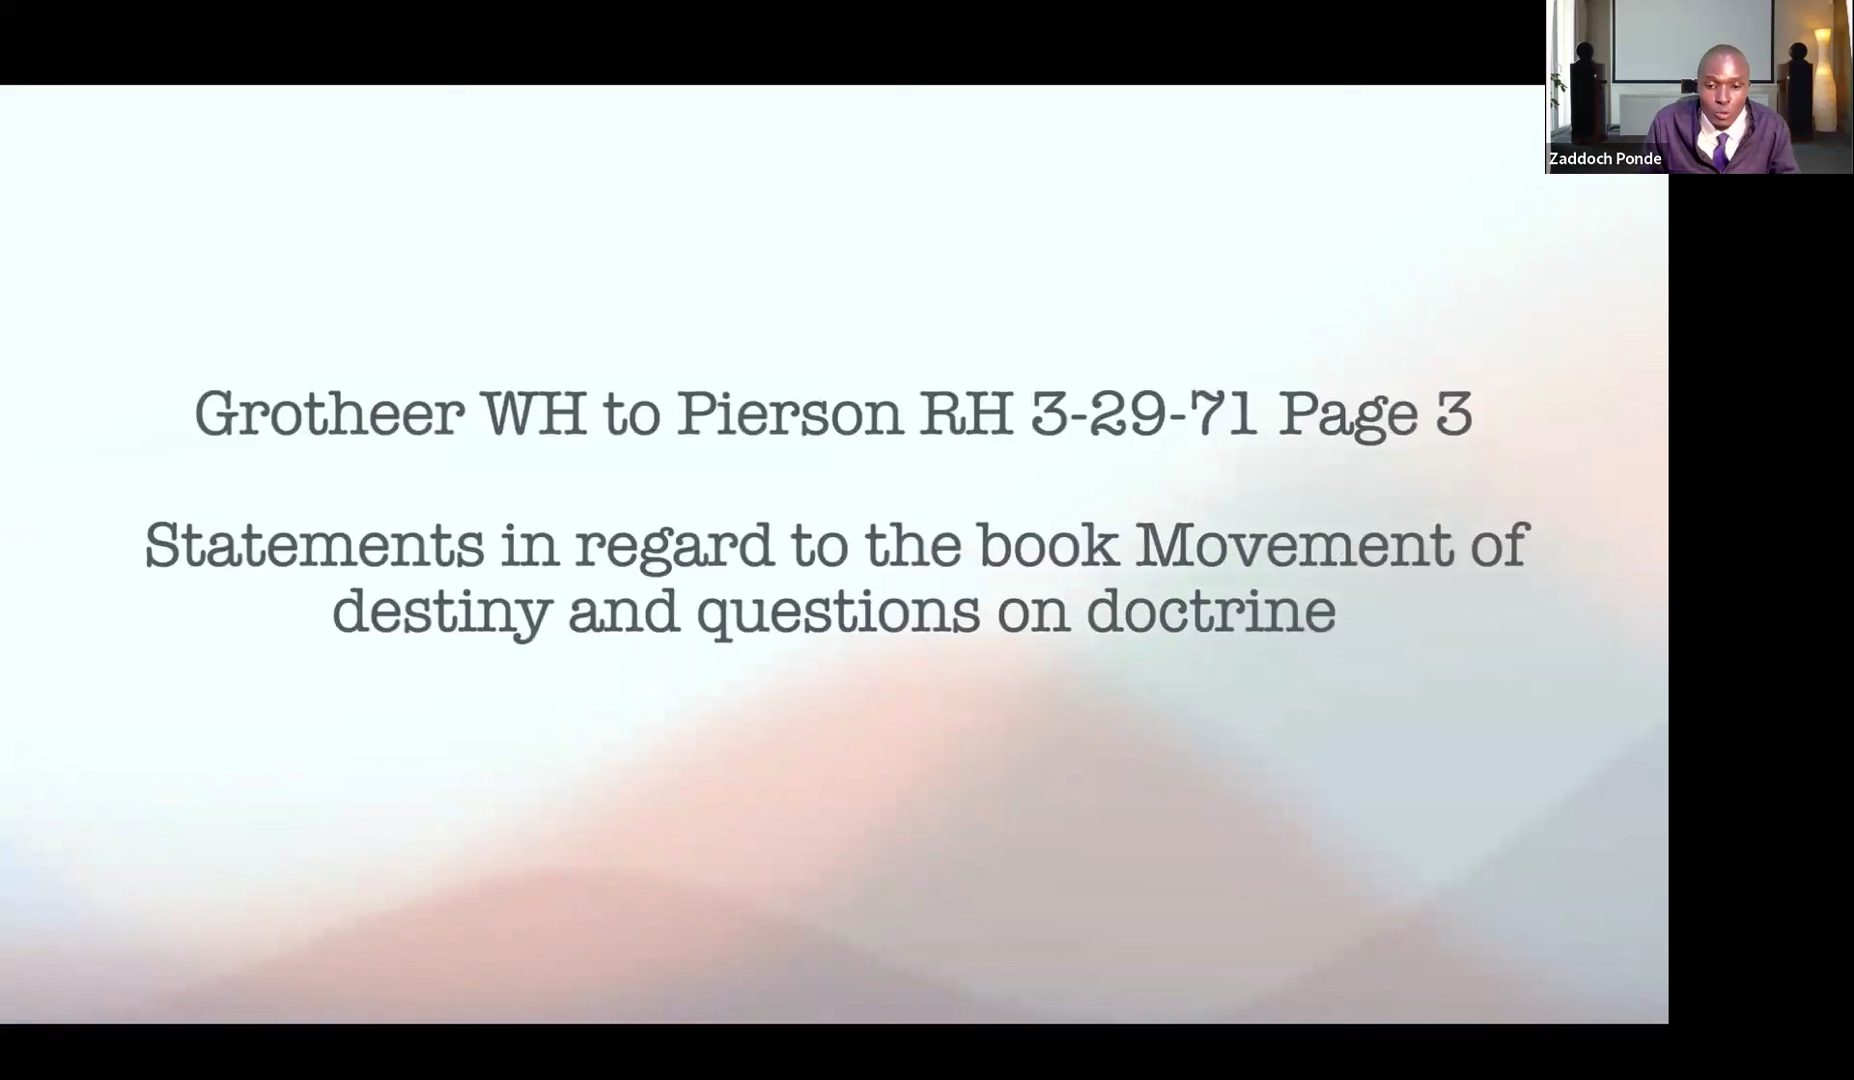 Zaddoch Ponde
Grotheer WH to Pierson RH 3-29-71 Page 3
Statements in regard to the book Movement of
destiny and questions on doctrine